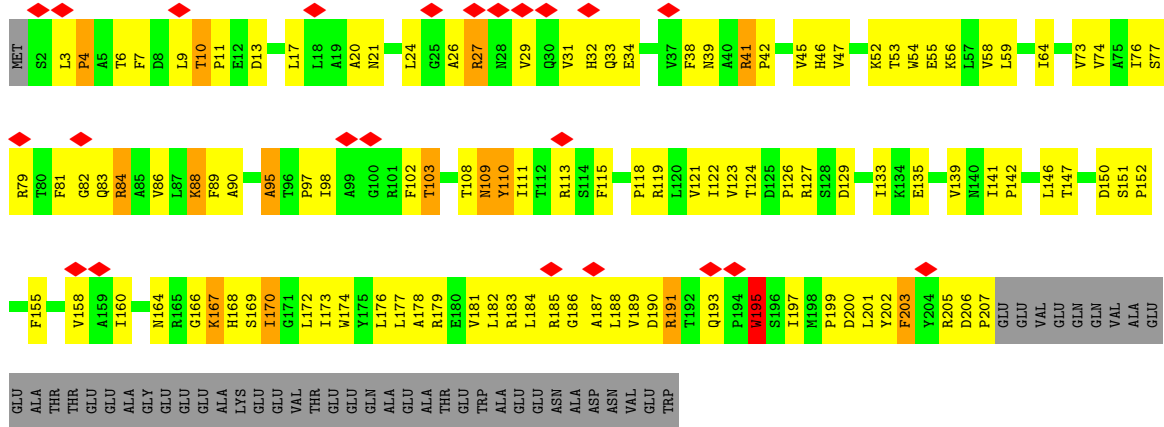 MET S2 L3 P4 A5 T6 F7 D8 L9 T10 P11 E12 D13 L17 L18 A19 A20 N21 L24 G25 A26 R27 N28 V29 Q30 V31 H32 Q33 E34 V37 F38 N39 A40 R41 P42 V45 H46 V47 K52 T53 W54 E55 K56 L57 V58 L59 I64 V73 V74 A75 I76 S77
R79 T80 F81 G82 Q83 R84 A85 V86 L87 K88 F89 A90 A95 T96 P97 I98 A99 G100 R101 F102 T103 T108 N109 Y110 I111 T112 R113 S114 F115 P118 R119 L120 V121 I122 V123 T124 D125 P126 R127 S128 D129 I133 K134 E135 V139 N140 I141 P142 L146 T147 D150 S151 P152
F155 V158 A159 I160 N164 R165 G166 K167 H168 S169 I170 G171 L172 I173 W174 Y175 L176 L177 A178 R179 E180 V181 L182 R183 L184 R185 G186 A187 L188 V189 D190 R191 T192 Q193 P194 W195 S196 I197 M198 P199 D200 L201 Y202 F203 Y204 R205 D206 P207 GLU GLU VAL GLU GLN GLN VAL ALA GLU
GLU ALA THR THR GLU GLU ALA GLY GLU GLU GLU ALA LYS GLU GLU VAL THR GLU GLU GLN ALA GLU ALA THR GLU TRP ALA GLU GLU ASN ALA ASP ASN VAL GLU TRP